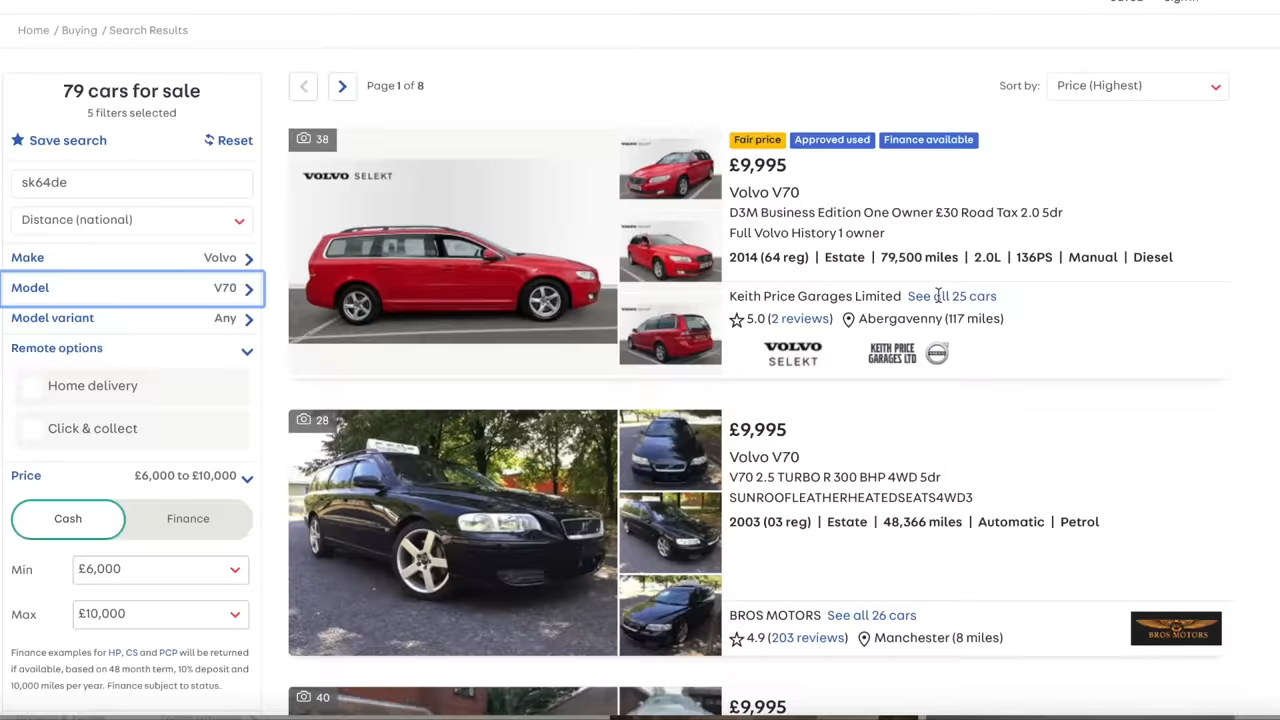 Home / Buying / Search Results
79 cars for sale
5 filters selected
Save search
Reset
sk64de
Distance (national)
Make Volvo
Model V70
Model variant Any
Remote options
Home delivery
Click & collect
Price £6,000 to £10,000
Cash
Finance
Min £6,000
Max £10,000
Finance examples for HP, CS and PCP will be returned
if available, based on 48 month term, 10% deposit and
10,000 miles per year. Finance subject to status.
Page 1 of 8
Sort by: Price (Highest)
38
VOLVO SELEKT
Fair price Approved used Finance available
£9,995
Volvo V70
D3M Business Edition One Owner £30 Road Tax 2.0 5dr
Full Volvo History 1 owner
2014 (64 reg) | Estate | 79,500 miles | 2.0L | 136PS | Manual | Diesel
Keith Price Garages Limited See all 25 cars
5.0 (2 reviews) Abergavenny (117 miles)
VOLVO
SELEKT
KEITH PRICE
GARAGES LTD
28
£9,995
Volvo V70
V70 2.5 TURBO R 300 BHP 4WD 5dr
SUNROOFLEATHERHEATEDSEATS4WD3
2003 (03 reg) | Estate | 48,366 miles | Automatic | Petrol
BROS MOTORS See all 26 cars
4.9 (203 reviews) Manchester (8 miles)
BROS MOTORS
40
£9,995